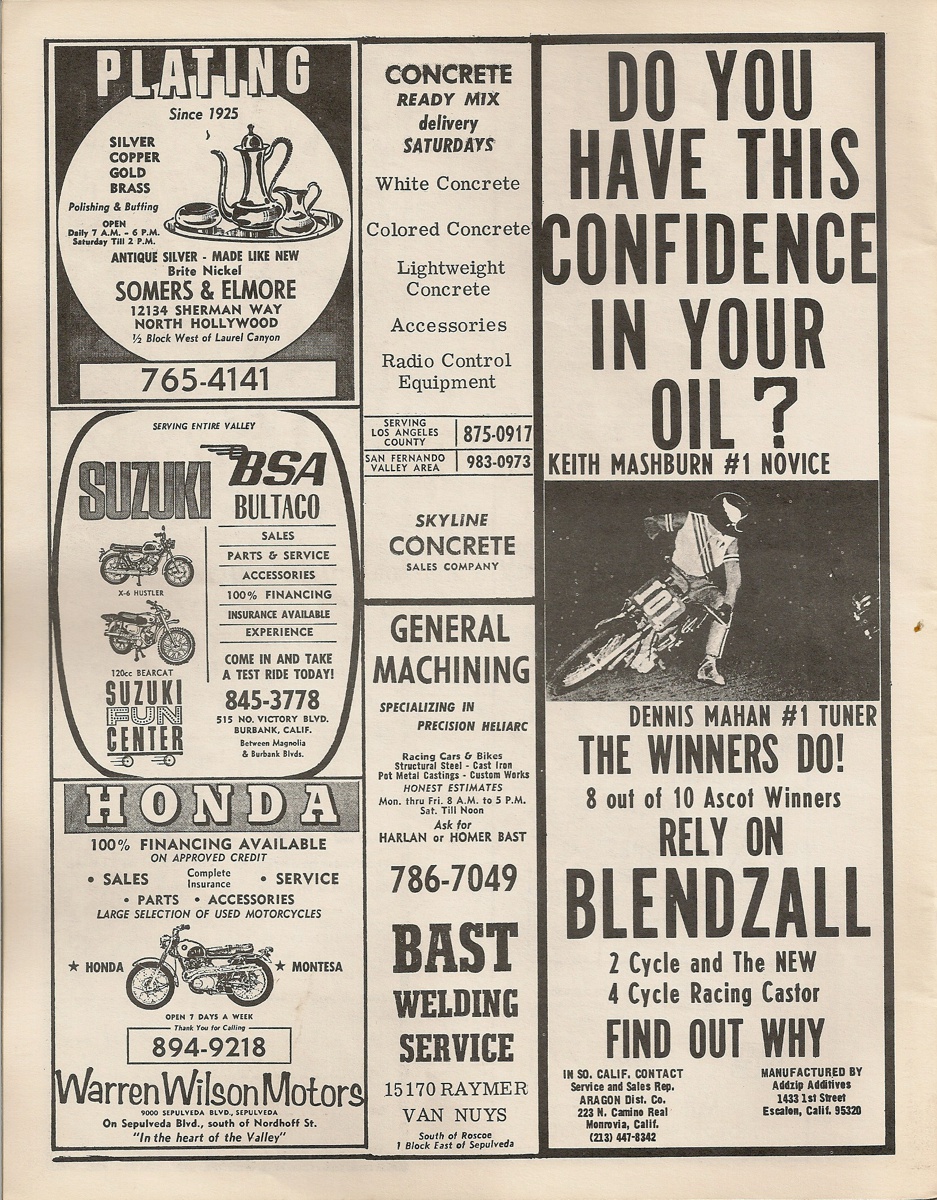 PLATING
Since 1925
SILVER
COPPER
GOLD
BRASS
Polishing & Buffing
OPEN
Daily 7 A.M. - 6 P.M.
Saturday Till 2 P.M.
ANTIQUE SILVER - MADE LIKE NEW
Brite Nickel
SOMERS & ELMORE
12134 SHERMAN WAY
NORTH HOLLYWOOD
½ Block West of Laurel Canyon
765-4141
SERVING ENTIRE VALLEY
SUZUKI
BSA
BULTACO
SALES
PARTS & SERVICE
ACCESSORIES
100% FINANCING
INSURANCE AVAILABLE
EXPERIENCE
X-6 HUSTLER
120cc BEARCAT
SUZUKI
FUN
CENTER
COME IN AND TAKE
A TEST RIDE TODAY!
845-3778
515 NO. VICTORY BLVD.
BURBANK, CALIF.
Between Magnolia
& Burbank Blvds.
HONDA
100% FINANCING AVAILABLE
ON APPROVED CREDIT
• SALES Complete Insurance • SERVICE
• PARTS • ACCESSORIES
LARGE SELECTION OF USED MOTORCYCLES
★ HONDA ★ MONTESA
OPEN 7 DAYS A WEEK
Thank You for Calling
894-9218
Warren Wilson Motors
9000 SEPULVEDA BLVD., SEPULVEDA
On Sepulveda Blvd., south of Nordhoff St.
"In the heart of the Valley"
CONCRETE
READY MIX
delivery
SATURDAYS
White Concrete
Colored Concrete
Lightweight
Concrete
Accessories
Radio Control
Equipment
SERVING
LOS ANGELES
COUNTY
875-0917
SAN FERNANDO
VALLEY AREA
983-0973
SKYLINE
CONCRETE
SALES COMPANY
GENERAL
MACHINING
SPECIALIZING IN
PRECISION HELIARC
Racing Cars & Bikes
Structural Steel - Cast Iron
Pot Metal Castings - Custom Works
HONEST ESTIMATES
Mon. thru Fri. 8 A.M. to 5 P.M.
Sat. Till Noon
Ask for
HARLAN or HOMER BAST
786-7049
BAST
WELDING
SERVICE
15170 RAYMER
VAN NUYS
South of Roscoe
1 Block East of Sepulveda
DO YOU
HAVE THIS
CONFIDENCE
IN YOUR
OIL?
KEITH MASHBURN #1 NOVICE
101
DENNIS MAHAN #1 TUNER
THE WINNERS DO!
8 out of 10 Ascot Winners
RELY ON
BLENDZALL
2 Cycle and The NEW
4 Cycle Racing Castor
FIND OUT WHY
IN SO. CALIF. CONTACT
Service and Sales Rep.
ARAGON Dist. Co.
223 N. Camino Real
Monrovia, Calif.
(213) 447-8342
MANUFACTURED BY
Addzip Additives
1433 1st Street
Escalon, Calif. 95320